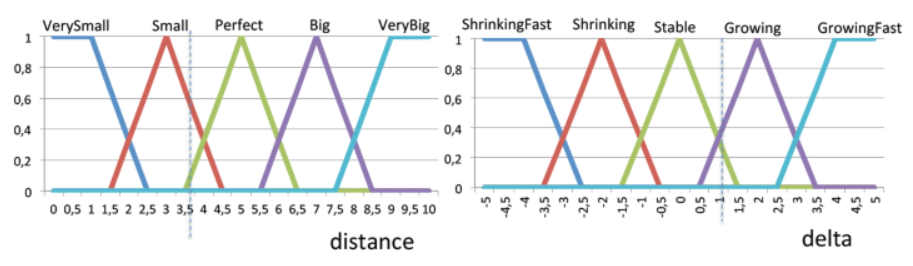 VerySmall Small Perfect Big VeryBig
1
0,8
0,6
0,4
0,2
0
0 0,5 1 1,5 2 2,5 3 3,5 4 4,5 5 5,5 6 6,5 7 7,5 8 8,5 9 9,5 10
distance
ShrinkingFast Shrinking Stable Growing GrowingFast
1
0,8
0,6
0,4
0,2
0
-5 -4,5 -4 -3,5 -3 -2,5 -2 -1,5 -1 -0,5 0 0,5 1 1,5 2 2,5 3 3,5 4 4,5 5
delta